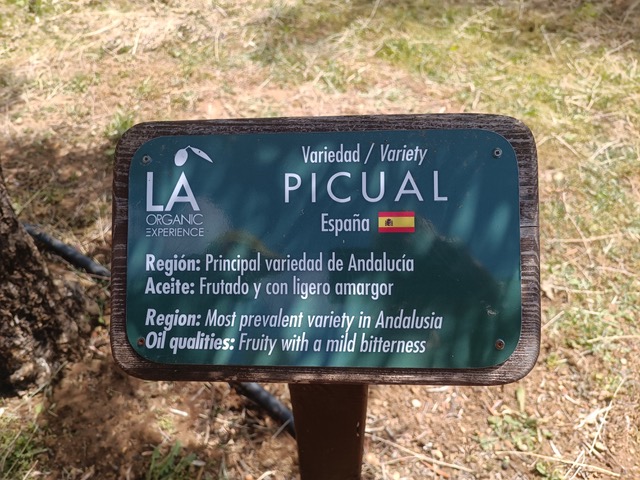 LA
ORGANIC
EXPERIENCE
Variedad / Variety
PICUAL
España
Región: Principal variedad de Andalucía
Aceite: Frutado y con ligero amargor
Region: Most prevalent variety in Andalusia
Oil qualities: Fruity with a mild bitterness